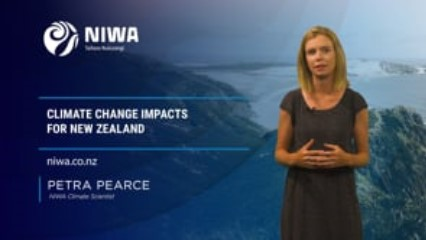 NIWA
Taihoro Nukurangi
CLIMATE CHANGE IMPACTS
FOR NEW ZEALAND
niwa.co.nz
PETRA PEARCE
NIWA Climate Scientist